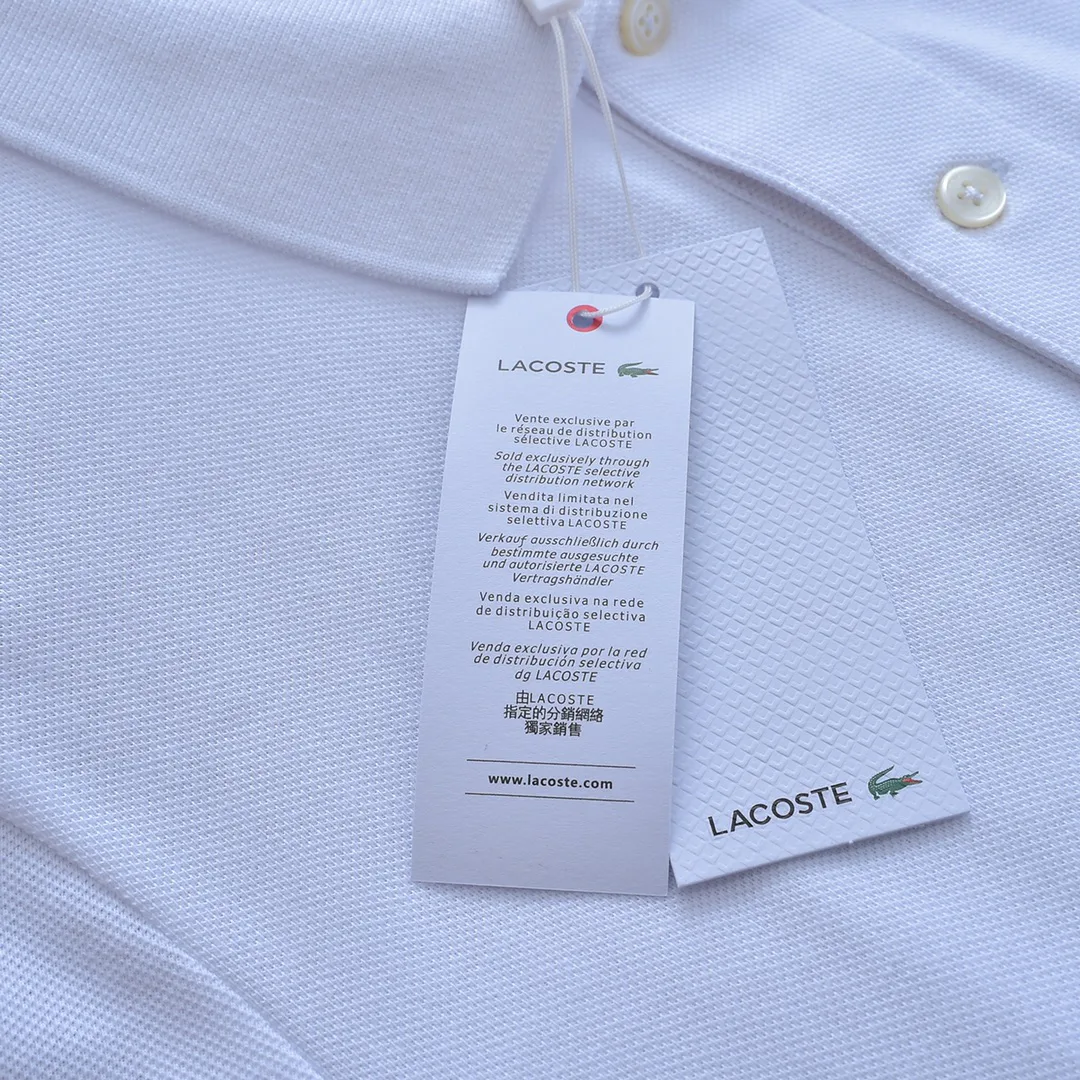 LACOSTE
Vente exclusive par
le réseau de distribution
sélective LACOSTE
Sold exclusively through
the LACOSTE selective
distribution network
Vendita limitata nel
sistema di distribuzione
selettiva LACOSTE
Verkauf ausschließlich durch
bestimmte ausgesuchte
und autorisierte LACOSTE
Vertragshändler
Venda exclusiva na rede
de distribuição selectiva
LACOSTE
Venda exclusiva por la red
de distribución selectiva
dg LACOSTE
由LACOSTE
指定的分銷網絡
獨家銷售
www.lacoste.com
LACOSTE